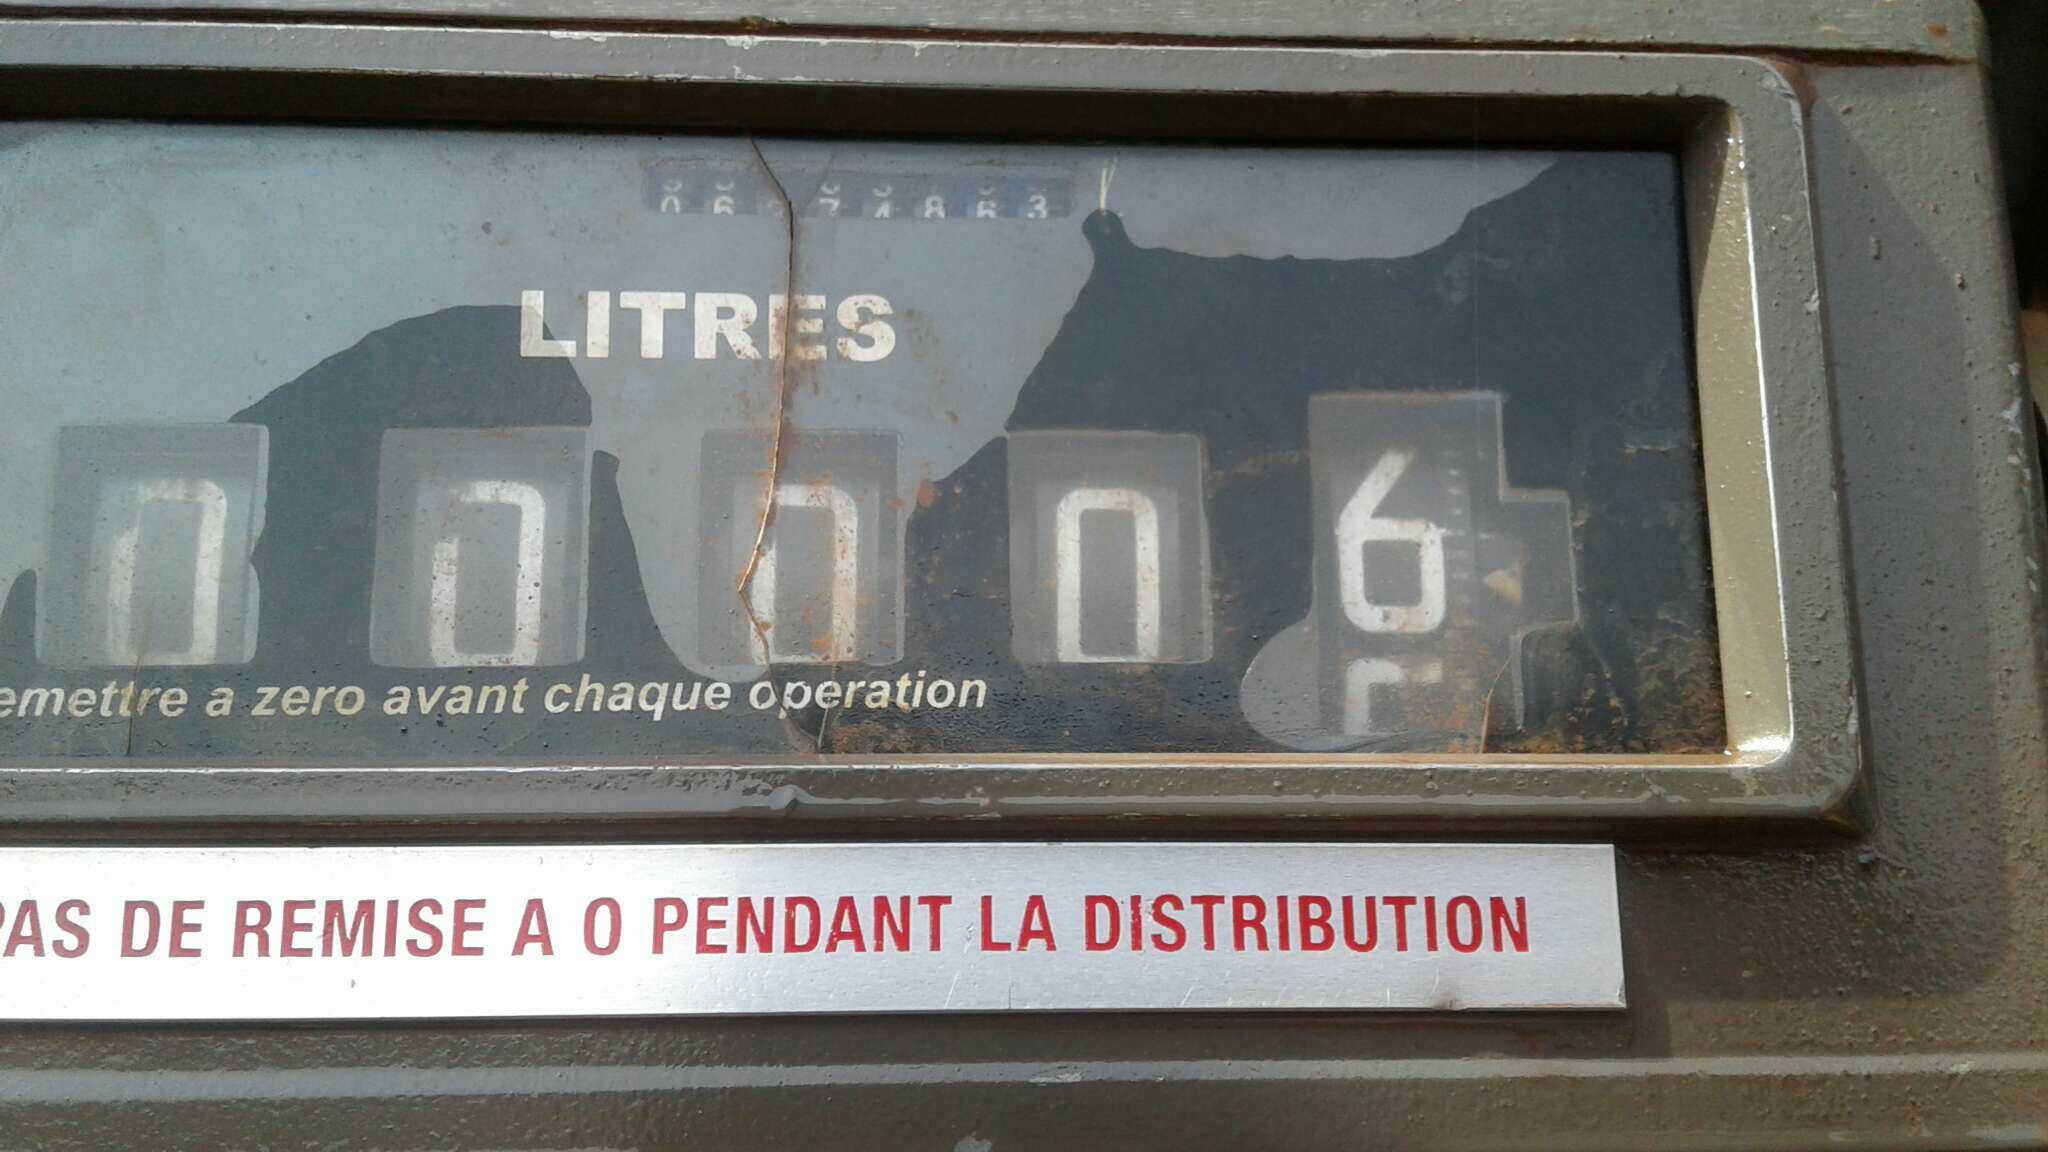 0 6 7 4 8 6 3
LITRES
0 0 0 0 6
emettre a zero avant chaque operation
PAS DE REMISE A 0 PENDANT LA DISTRIBUTION